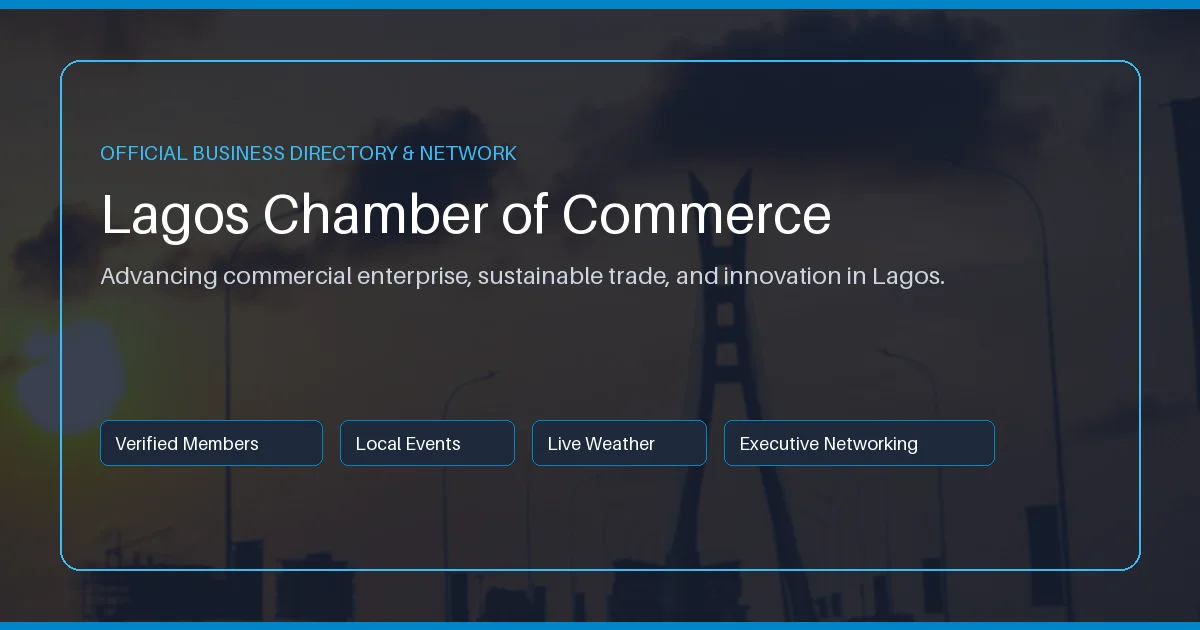 OFFICIAL BUSINESS DIRECTORY & NETWORK
Lagos Chamber of Commerce
Advancing commercial enterprise, sustainable trade, and innovation in Lagos.
Verified Members
Local Events
Live Weather
Executive Networking